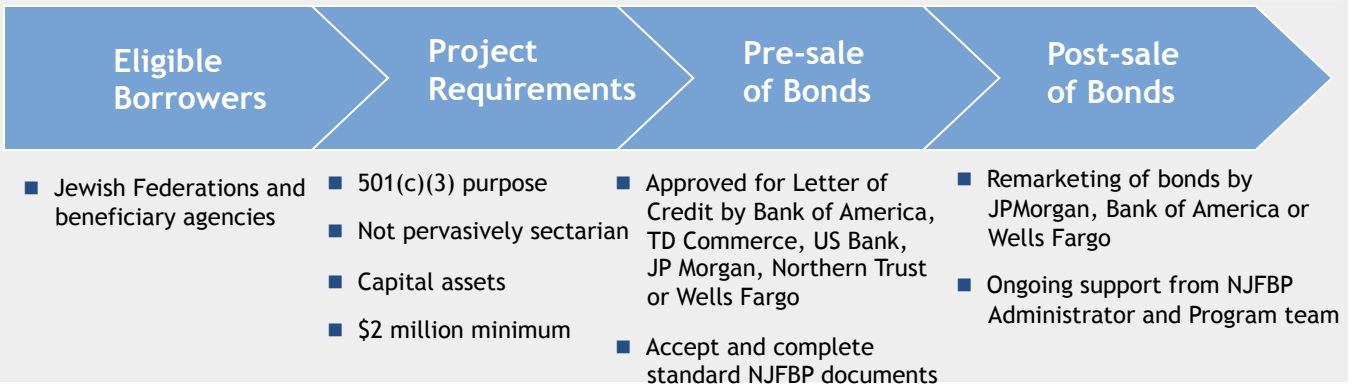 Eligible
Borrowers
Project
Requirements
Pre-sale
of Bonds
Post-sale
of Bonds
■ Jewish Federations and
beneficiary agencies
■ 501(c)(3) purpose
■ Not pervasively sectarian
■ Capital assets
■ $2 million minimum
■ Approved for Letter of
Credit by Bank of America,
TD Commerce, US Bank,
JP Morgan, Northern Trust
or Wells Fargo
■ Accept and complete
standard NJFBP documents
■ Remarketing of bonds by
JPMorgan, Bank of America or
Wells Fargo
■ Ongoing support from NJFBP
Administrator and Program team